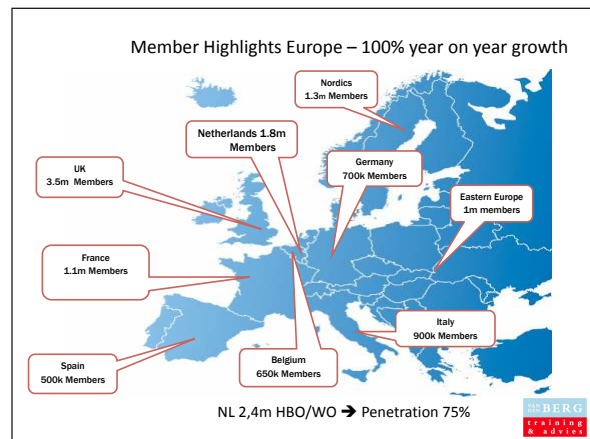 Member Highlights Europe – 100% year on year growth
Nordics
1.3m Members
Netherlands 1.8m
Members
Germany
700k Members
UK
3.5m Members
Eastern Europe
1m members
France
1.1m Members
Italy
900k Members
Spain
500k Members
Belgium
650k Members
NL 2,4m HBO/WO ➔ Penetration 75%
VAN
DEN
BERG
training
& advies